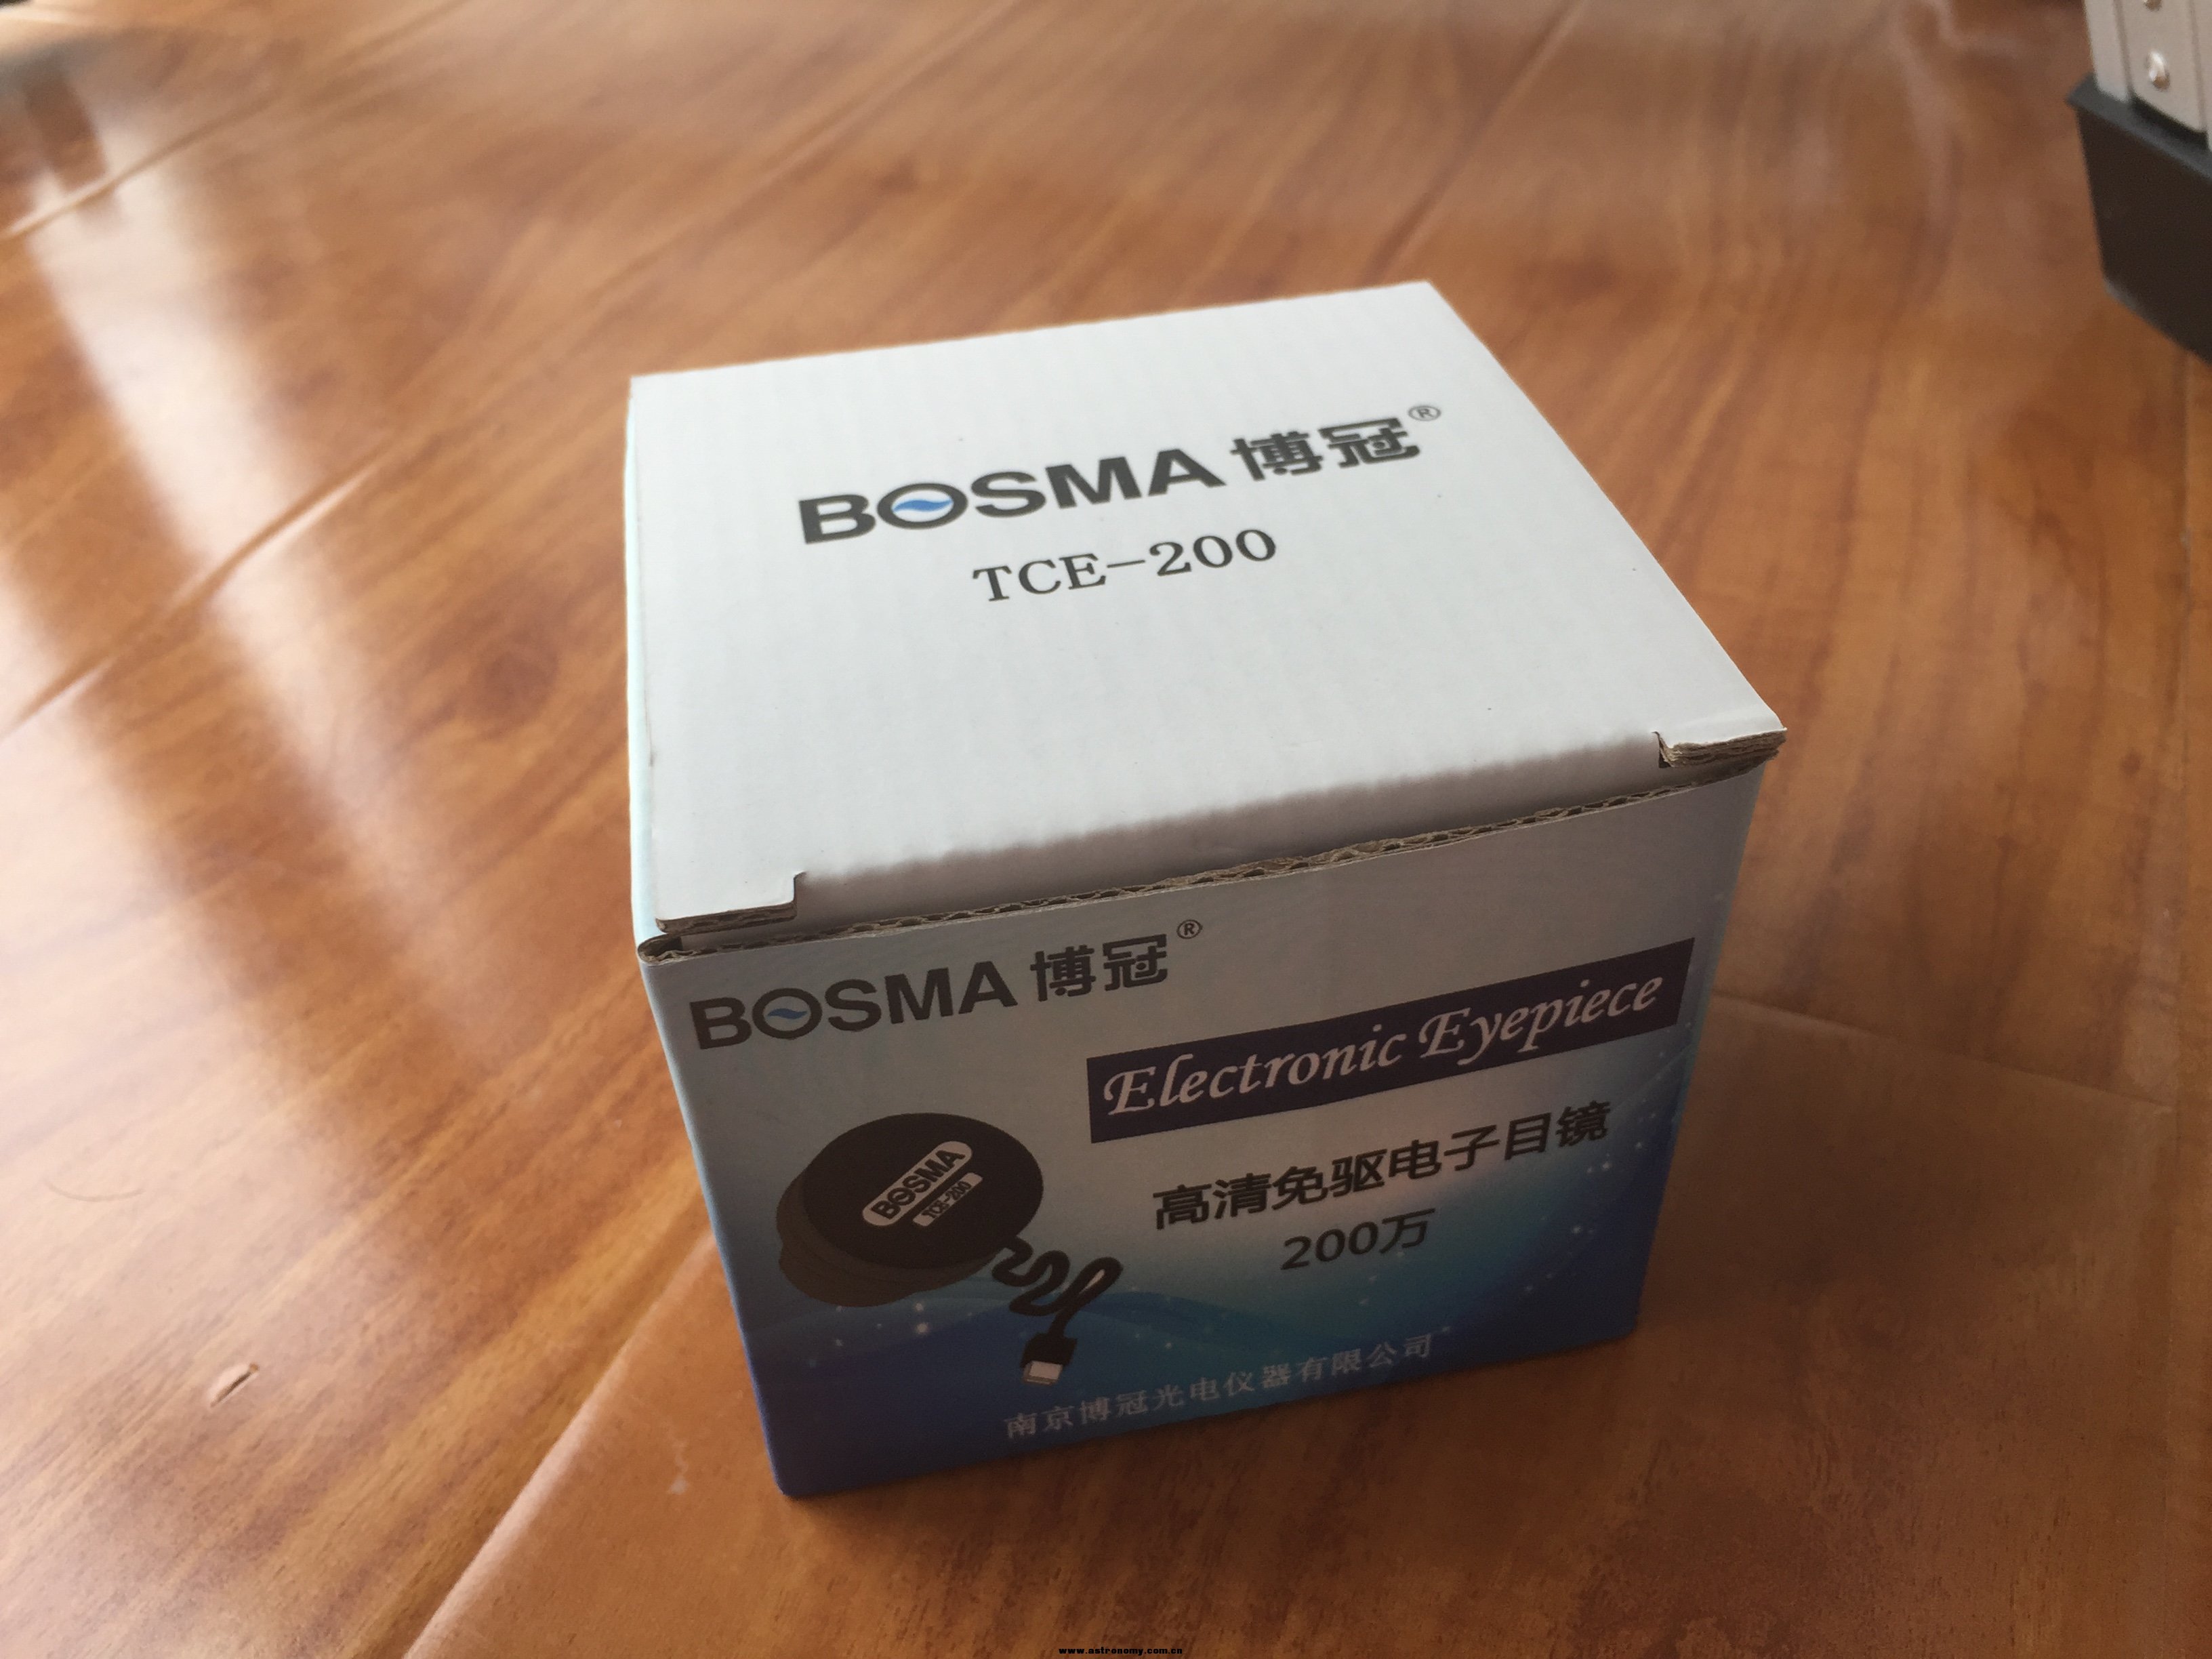 BOSMA 博冠®
TCE-200
BOSMA 博冠®
Electronic Eyepiece
BOSMA
TCE-200
高清免驱电子目镜
200万
南京博冠光电仪器有限公司
www.astronomy.com.cn